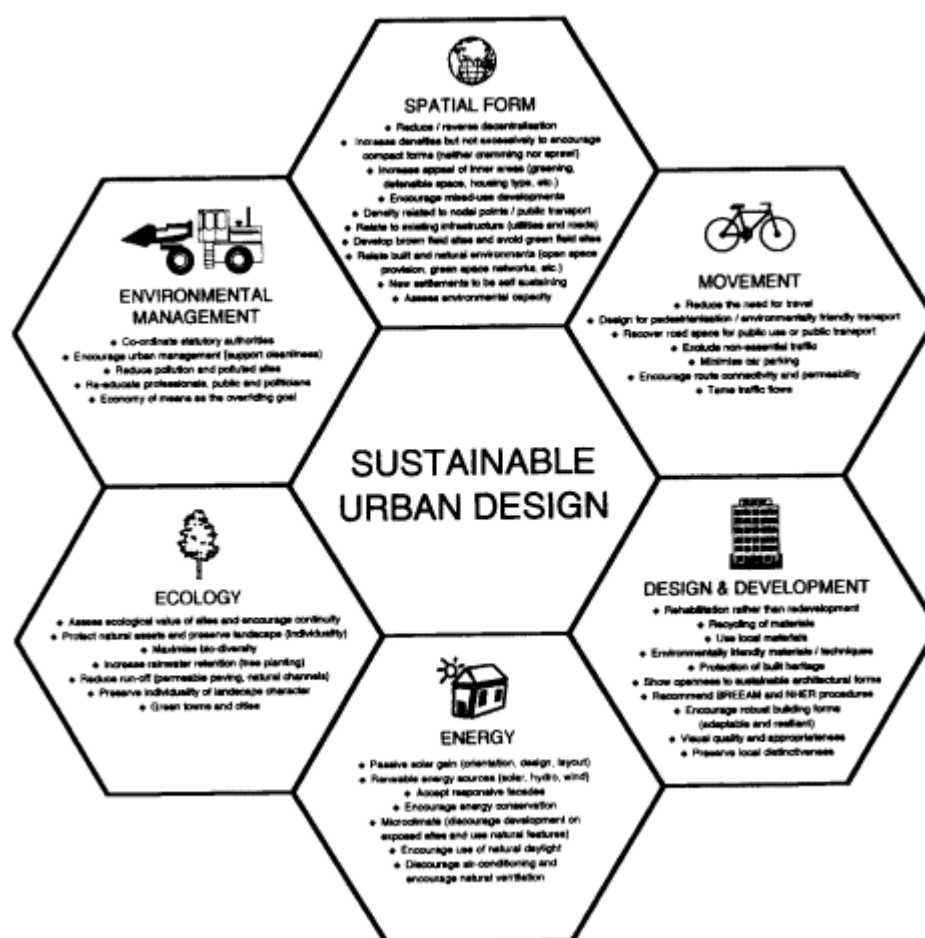 SPATIAL FORM
+ Reduce / reverse decentralisation
+ Increase densities but not excessively to encourage
compact forms (neither cramming nor sprawl)
+ Increase appeal of inner areas (greening,
defensible space, housing type, etc.)
+ Encourage mixed-use developments
+ Density related to nodal points / public transport
+ Relate to existing infrastructure (utilities and roads)
+ Develop brown field sites and avoid green field sites
+ Relate built and natural environments (open space
provision, green space networks, etc.)
+ New settlements to be self sustaining
+ Assess environmental capacity
ENVIRONMENTAL
MANAGEMENT
+ Co-ordinate statutory authorities
+ Encourage urban management (support cleanliness)
+ Reduce pollution and polluted sites
+ Re-educate professionals, public and politicians
+ Economy of means as the overriding goal
MOVEMENT
+ Reduce the need for travel
+ Design for pedestrianisation / environmentally friendly transport
+ Recover road space for public use or public transport
+ Exclude non-essential traffic
+ Minimise car parking
+ Encourage route connectivity and permeability
+ Tame traffic flows
SUSTAINABLE
URBAN DESIGN
ECOLOGY
+ Assess ecological value of sites and encourage continuity
+ Protect natural assets and preserve landscape (individuality)
+ Maximise bio-diversity
+ Increase rainwater retention (tree planting)
+ Reduce run-off (permeable paving, natural channels)
+ Preserve individuality of landscape character
+ Green towns and cities
DESIGN & DEVELOPMENT
+ Rehabilitation rather than redevelopment
+ Recycling of materials
+ Use local materials
+ Environmentally friendly materials / techniques
+ Protection of built heritage
+ Show openness to sustainable architectural forms
+ Recommend BREEAM and NHER procedures
+ Encourage robust building forms
(adaptable and resilient)
+ Visual quality and appropriateness
+ Preserve local distinctiveness
ENERGY
+ Passive solar gain (orientation, design, layout)
+ Renewable energy sources (solar, hydro, wind)
+ Accept responsive facades
+ Encourage energy conservation
+ Microclimate (discourage development on
exposed sites and use natural features)
+ Encourage use of natural daylight
+ Discourage air-conditioning and
encourage natural ventilation